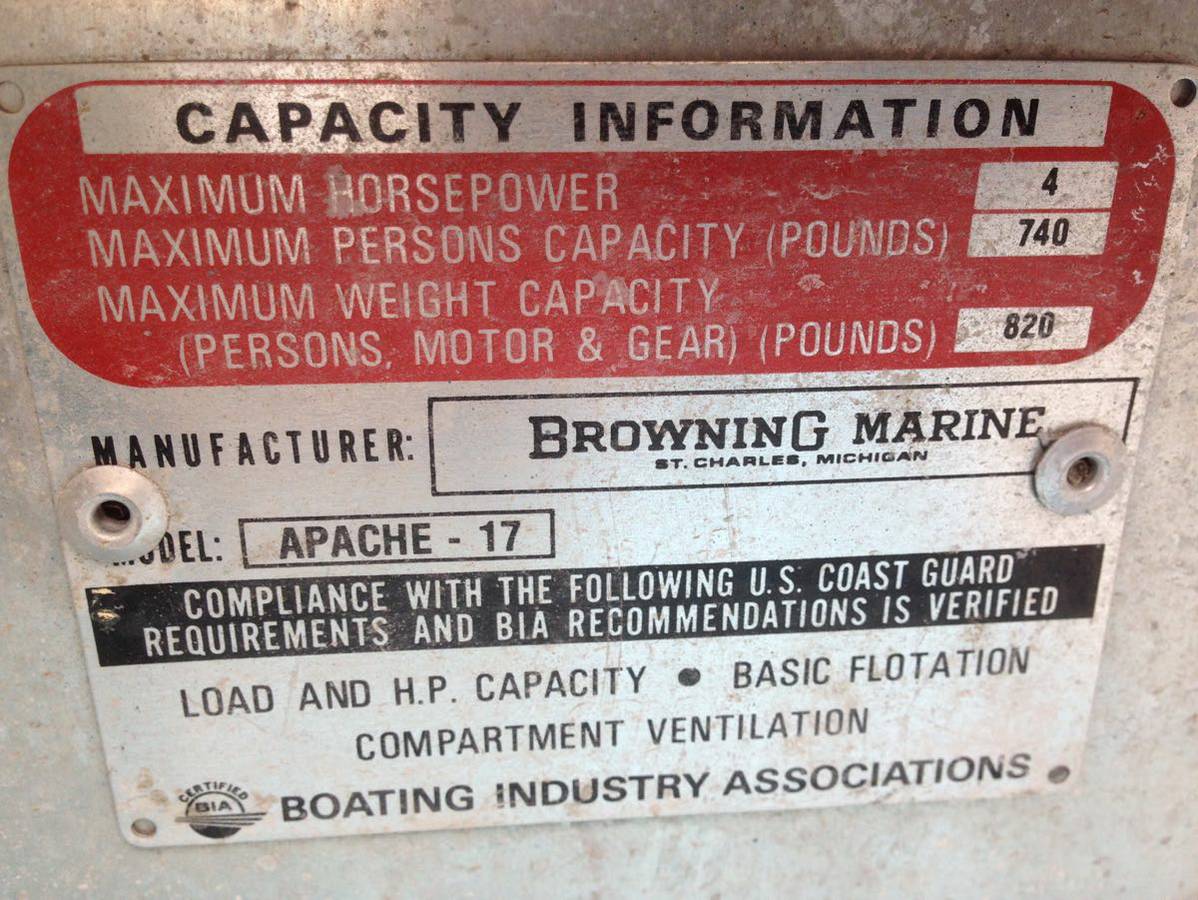 CAPACITY INFORMATION
MAXIMUM HORSEPOWER 4
MAXIMUM PERSONS CAPACITY (POUNDS) 740
MAXIMUM WEIGHT CAPACITY
(PERSONS, MOTOR & GEAR) (POUNDS) 820
MANUFACTURER: BROWNING MARINE
ST. CHARLES, MICHIGAN
MODEL: APACHE - 17
COMPLIANCE WITH THE FOLLOWING U.S. COAST GUARD
REQUIREMENTS AND BIA RECOMMENDATIONS IS VERIFIED
LOAD AND H.P. CAPACITY • BASIC FLOTATION
COMPARTMENT VENTILATION
CERTIFIED
BIA
BOATING INDUSTRY ASSOCIATIONS